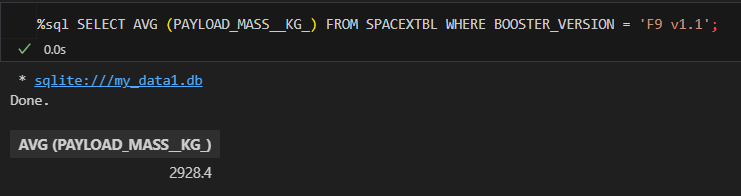 %sql SELECT AVG (PAYLOAD_MASS__KG_) FROM SPACEXTBL WHERE BOOSTER_VERSION = 'F9 v1.1';
0.0s
* sqlite:///my_data1.db
Done.
AVG (PAYLOAD_MASS__KG_)
2928.4